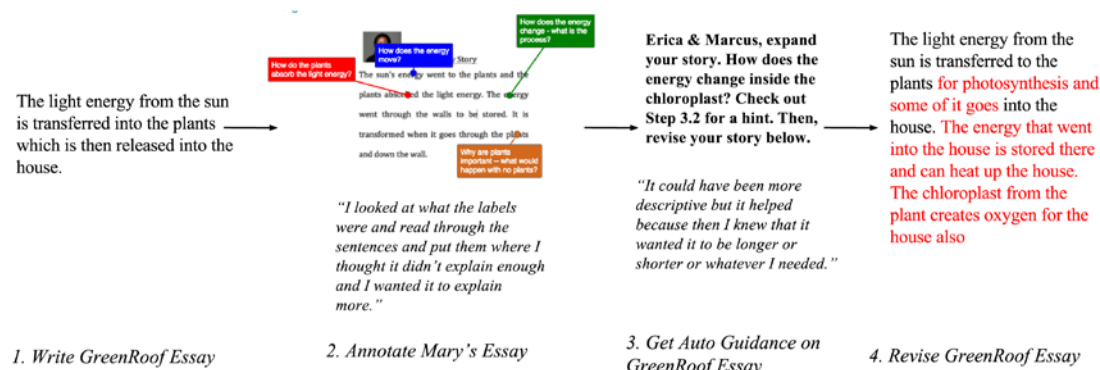 The light energy from the sun
is transferred into the plants
which is then released into the
house.
1. Write GreenRoof Essay
How do the plants
absorb the light energy?
How does the energy
move?
How does the energy
change - what is the
process?
Story
The sun's energy went to the plants and the
plants absorbed the light energy. The energy
went through the walls to be stored. It is
transformed when it goes through the plants
and down the wall.
Why are plants
important – what would
happen with no plants?
"I looked at what the labels
were and read through the
sentences and put them where I
thought it didn't explain enough
and I wanted it to explain
more."
2. Annotate Mary's Essay
Erica & Marcus, expand
your story. How does the
energy change inside the
chloroplast? Check out
Step 3.2 for a hint. Then,
revise your story below.
"It could have been more
descriptive but it helped
because then I knew that it
wanted it to be longer or
shorter or whatever I needed."
3. Get Auto Guidance on
GreenRoof Essay
The light energy from the
sun is transferred to the
plants for photosynthesis and
some of it goes into the
house. The energy that went
into the house is stored there
and can heat up the house.
The chloroplast from the
plant creates oxygen for the
house also
4. Revise GreenRoof Essay